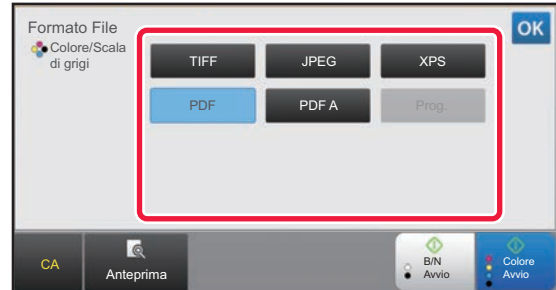 Formato File
OK
Colore/Scala
di grigi
TIFF
JPEG
XPS
PDF
PDF A
Prog.
CA
Anteprima
B/N
Avvio
Colore
Avvio